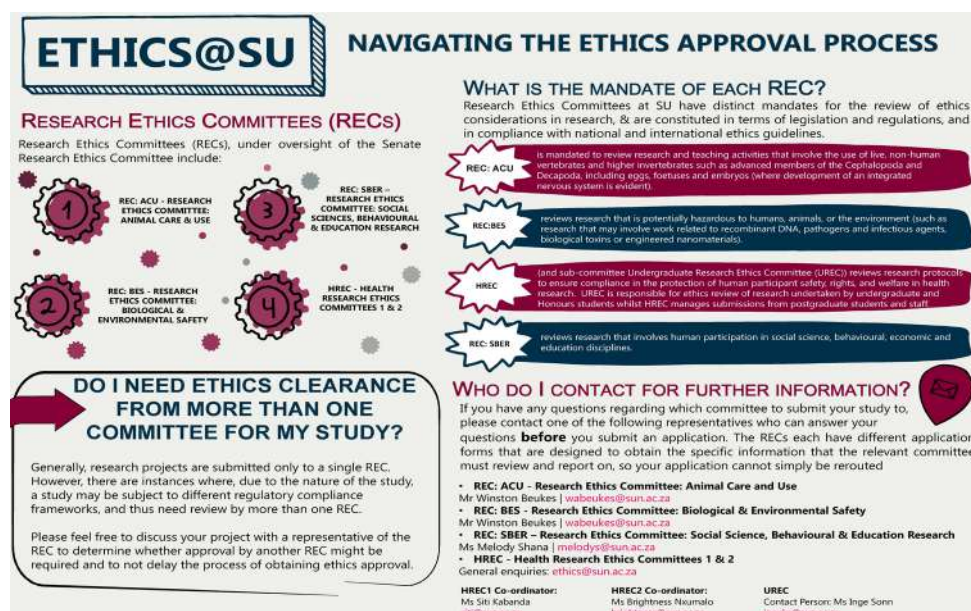 ETHICS@SU
NAVIGATING THE ETHICS APPROVAL PROCESS
RESEARCH ETHICS COMMITTEES (RECs)
Research Ethics Committees (RECs), under oversight of the Senate
Research Ethics Committee include:
1
REC: ACU - RESEARCH
ETHICS COMMITTEE:
ANIMAL CARE & USE
3
REC: SBER –
RESEARCH ETHICS
COMMITTEE: SOCIAL
SCIENCES, BEHAVIOURAL
& EDUCATION RESEARCH
2
REC: BES - RESEARCH
ETHICS COMMITTEE:
BIOLOGICAL &
ENVIRONMENTAL SAFETY
4
HREC - HEALTH
RESEARCH ETHICS
COMMITTEES 1 & 2
DO I NEED ETHICS CLEARANCE
FROM MORE THAN ONE
COMMITTEE FOR MY STUDY?
Generally, research projects are submitted only to a single REC.
However, there are instances where, due to the nature of the study,
a study may be subject to different regulatory compliance
frameworks, and thus need review by more than one REC.
Please feel free to discuss your project with a representative of the
REC to determine whether approval by another REC might be
required and to not delay the process of obtaining ethics approval.
WHAT IS THE MANDATE OF EACH REC?
Research Ethics Committees at SU have distinct mandates for the review of ethics
considerations in research, & are constituted in terms of legislation and regulations, and
in compliance with national and international ethics guidelines.
REC: ACU
is mandated to review research and teaching activities that involve the use of live, non-human
vertebrates and higher invertebrates such as advanced members of the Cephalopoda and
Decapoda, including eggs, foetuses and embryos (where development of an integrated
nervous system is evident).
REC:BES
reviews research that is potentially hazardous to humans, animals, or the environment (such as
research that may involve work related to recombinant DNA, pathogens and infectious agents,
biological toxins or engineered nanomaterials).
HREC
(and sub-committee Undergraduate Research Ethics Committee (UREC)) reviews research protocols
to ensure compliance in the protection of human participant safety, rights, and welfare in health
research. UREC is responsible for ethics review of research undertaken by undergraduate and
Honours students whilst HREC manages submissions from postgraduate students and staff.
REC: SBER
reviews research that involves human participation in social science, behavioural, economic and
education disciplines.
WHO DO I CONTACT FOR FURTHER INFORMATION?
If you have any questions regarding which committee to submit your study to,
please contact one of the following representatives who can answer your
questions before you submit an application. The RECs each have different application
forms that are designed to obtain the specific information that the relevant committee
must review and report on, so your application cannot simply be rerouted
• REC: ACU - Research Ethics Committee: Animal Care and Use
Mr Winston Beukes | wabeukes@sun.ac.za
• REC: BES - Research Ethics Committee: Biological & Environmental Safety
Mr Winston Beukes | wabeukes@sun.ac.za
• REC: SBER – Research Ethics Committee: Social Science, Behavioural & Education Research
Ms Melody Shana | melodys@sun.ac.za
• HREC - Health Research Ethics Committees 1 & 2
General enquiries: ethics@sun.ac.za
HREC1 Co-ordinator:
Ms Siti Kabanda
HREC2 Co-ordinator:
Ms Brightness Nxumalo
UREC
Contact Person: Ms Inge Sonn